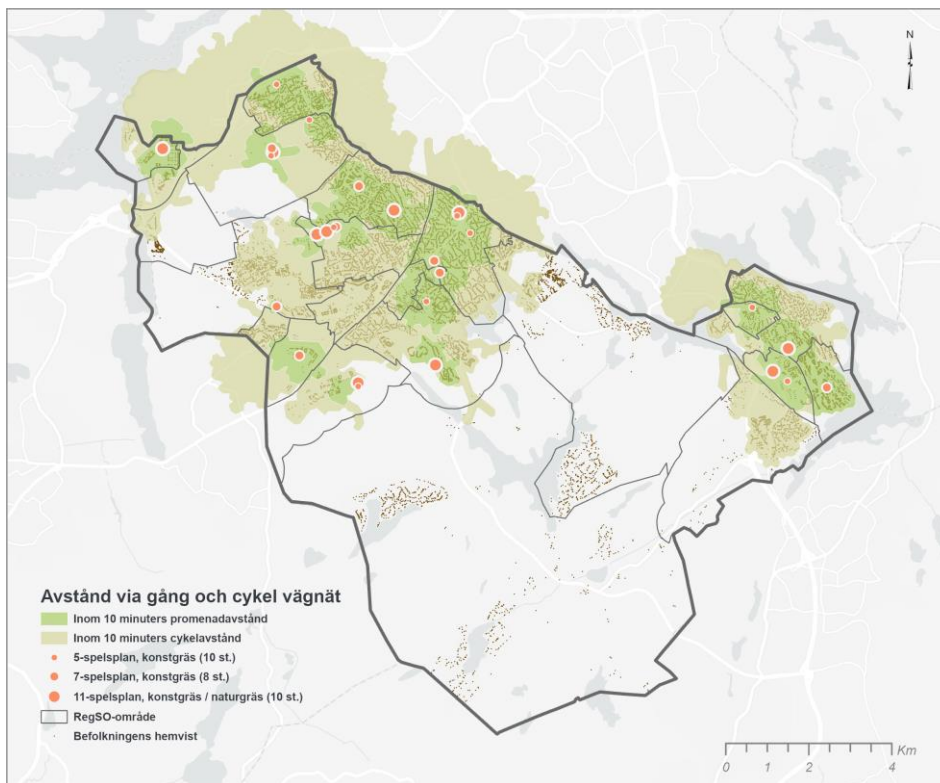 N
Avstånd via gång och cykel vägnät
Inom 10 minuters promenadavstånd
Inom 10 minuters cykelavstånd
5-spelsplan, konstgräs (10 st.)
7-spelsplan, konstgräs (8 st.)
11-spelsplan, konstgräs / naturgräs (10 st.)
RegSO-område
Befolkningens hemvist
Km
0 1 2 4